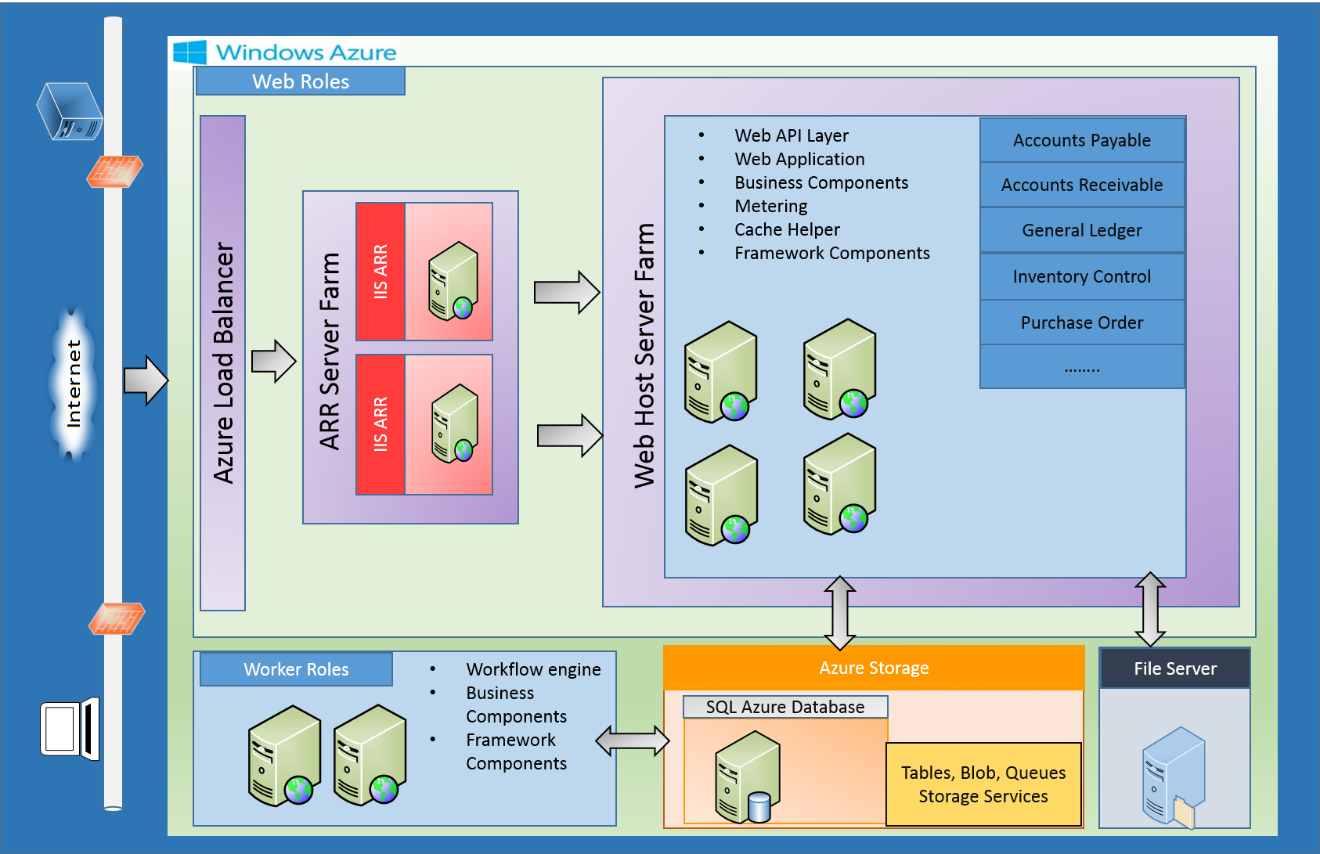 Windows Azure
Web Roles
Internet
Azure Load Balancer
ARR Server Farm
IIS ARR
IIS ARR
Web Host Server Farm
• Web API Layer
• Web Application
• Business Components
• Metering
• Cache Helper
• Framework Components
Accounts Payable
Accounts Receivable
General Ledger
Inventory Control
Purchase Order
........
Worker Roles
• Workflow engine
• Business
Components
• Framework
Components
Azure Storage
SQL Azure Database
Tables, Blob, Queues
Storage Services
File Server